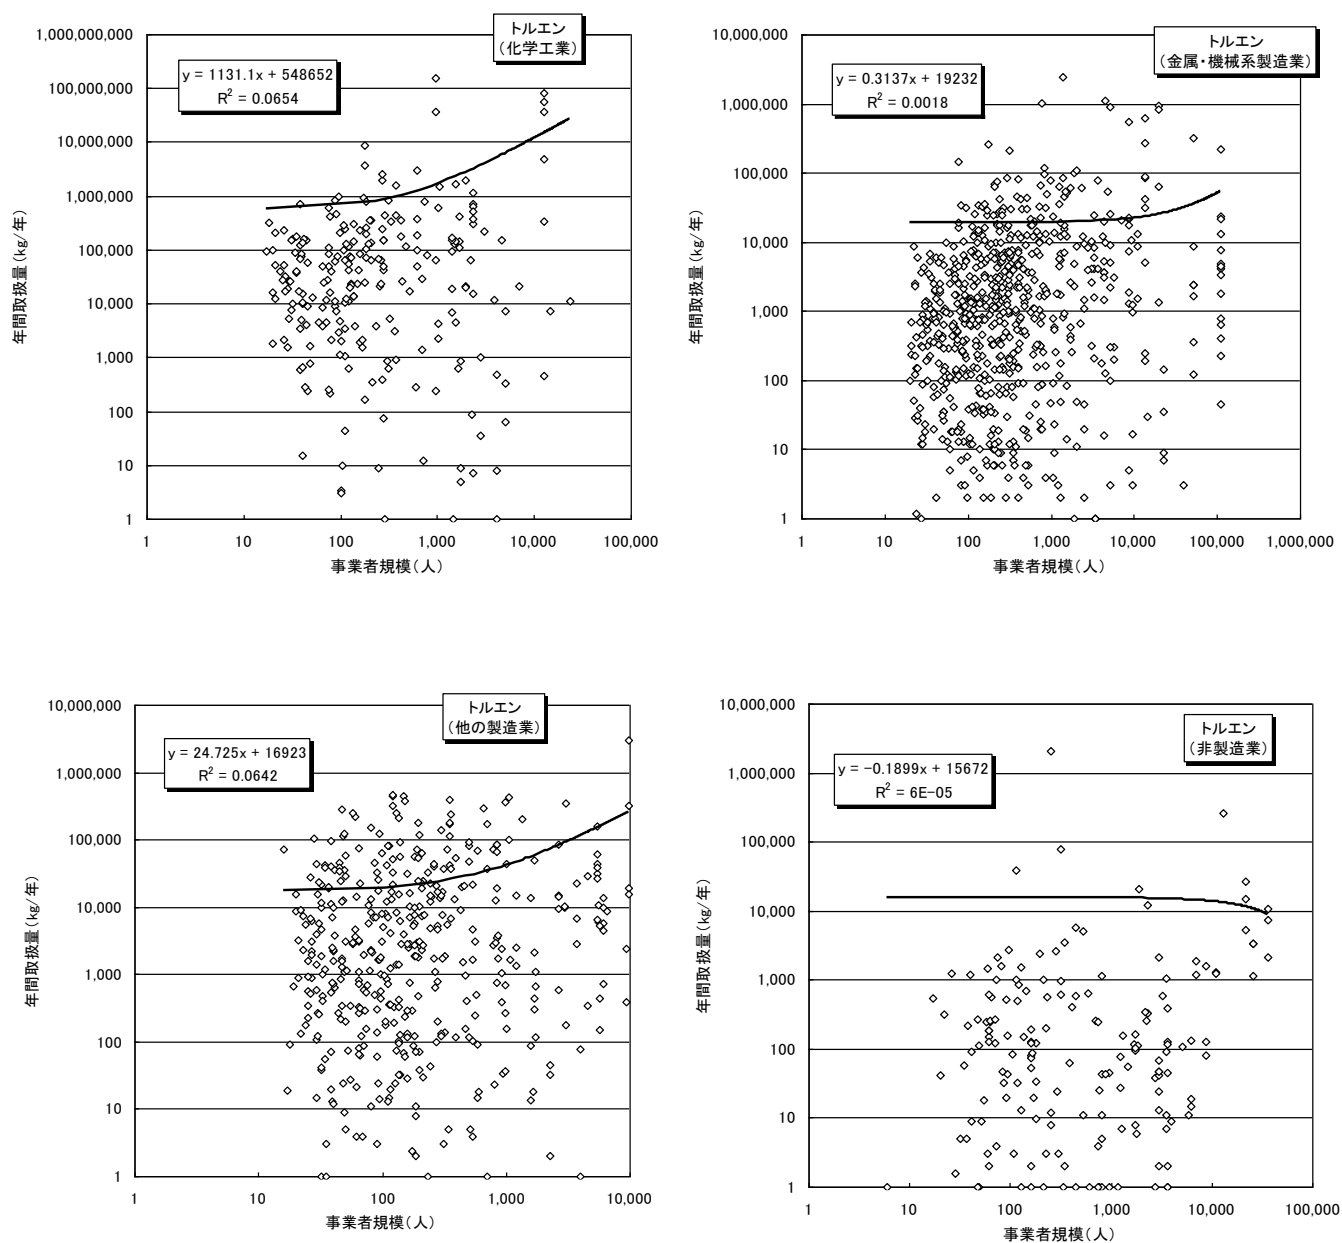 トルエン
(化学工業)
y = 1131.1x + 548652
R² = 0.0654
1,000,000,000
100,000,000
10,000,000
1,000,000
100,000
10,000
1,000
100
10
1
年間取扱量(kg/年)
1 10 100 1,000 10,000 100,000
事業者規模(人)
トルエン
(金属・機械系製造業)
y = 0.3137x + 19232
R² = 0.0018
10,000,000
1,000,000
100,000
10,000
1,000
100
10
1
年間取扱量(kg/年)
1 10 100 1,000 10,000 100,000 1,000,000
事業者規模(人)
トルエン
(他の製造業)
y = 24.725x + 16923
R² = 0.0642
10,000,000
1,000,000
100,000
10,000
1,000
100
10
1
年間取扱量(kg/年)
1 10 100 1,000 10,000
事業者規模(人)
トルエン
(非製造業)
y = -0.1899x + 15672
R² = 6E-05
10,000,000
1,000,000
100,000
10,000
1,000
100
10
1
年間取扱量(kg/年)
1 10 100 1,000 10,000 100,000
事業者規模(人)